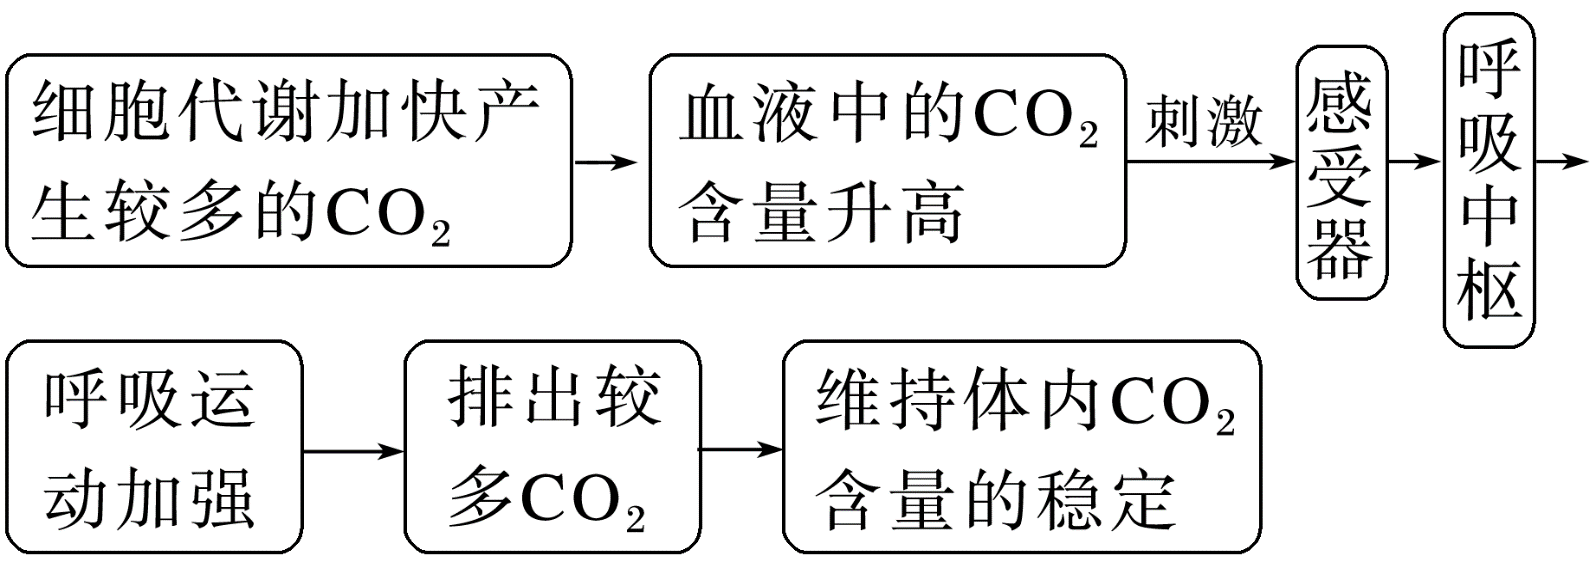 细胞代谢加快产
生较多的CO₂
血液中的CO₂
含量升高
刺激
感受器
呼吸中枢
呼吸运
动加强
排出较
多CO₂
维持体内CO₂
含量的稳定